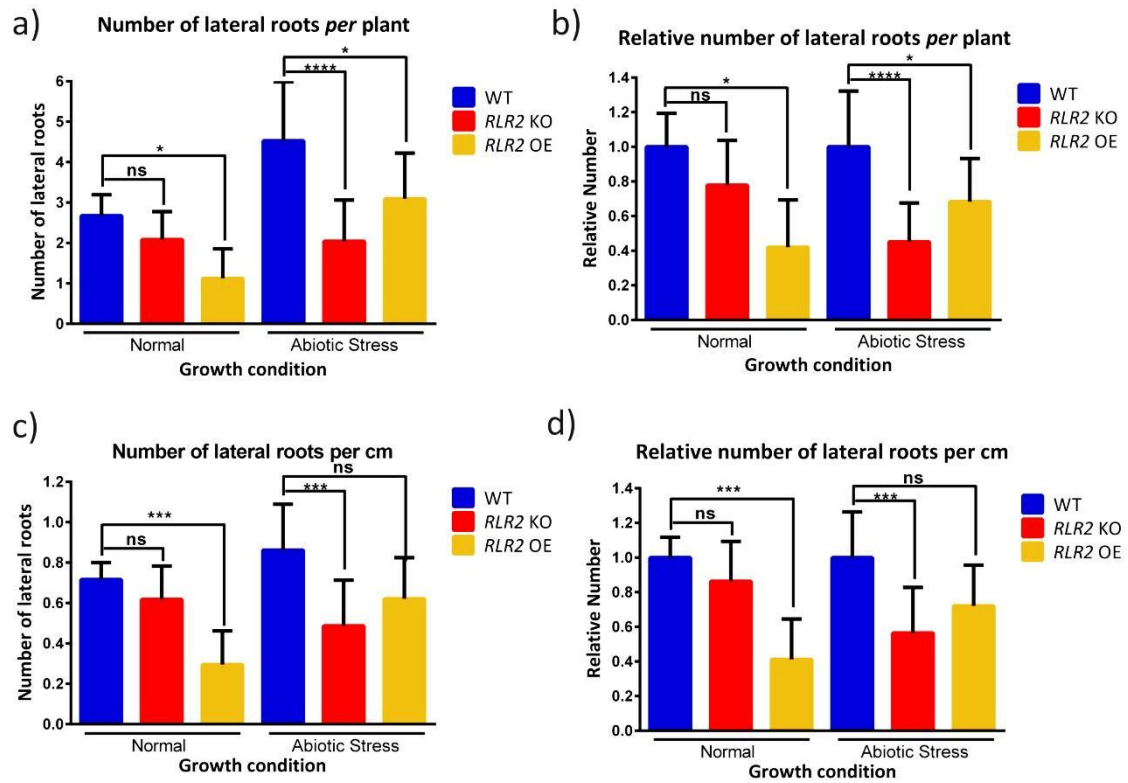 a)
Number of lateral roots per plant
Number of lateral roots
6
5
4
3
2
1
0
*
ns
*
****
WT
RLR2 KO
RLR2 OE
Normal
Abiotic Stress
Growth condition
b)
Relative number of lateral roots per plant
Relative Number
1.4
1.2
1.0
0.8
0.6
0.4
0.2
0.0
*
ns
*
****
WT
RLR2 KO
RLR2 OE
Normal
Abiotic Stress
Growth condition
c)
Number of lateral roots per cm
Number of lateral roots
1.2
1.0
0.8
0.6
0.4
0.2
0.0
***
ns
ns
***
WT
RLR2 KO
RLR2 OE
Normal
Abiotic Stress
Growth condition
d)
Relative number of lateral roots per cm
Relative Number
1.4
1.2
1.0
0.8
0.6
0.4
0.2
0.0
***
ns
ns
***
WT
RLR2 KO
RLR2 OE
Normal
Abiotic Stress
Growth condition